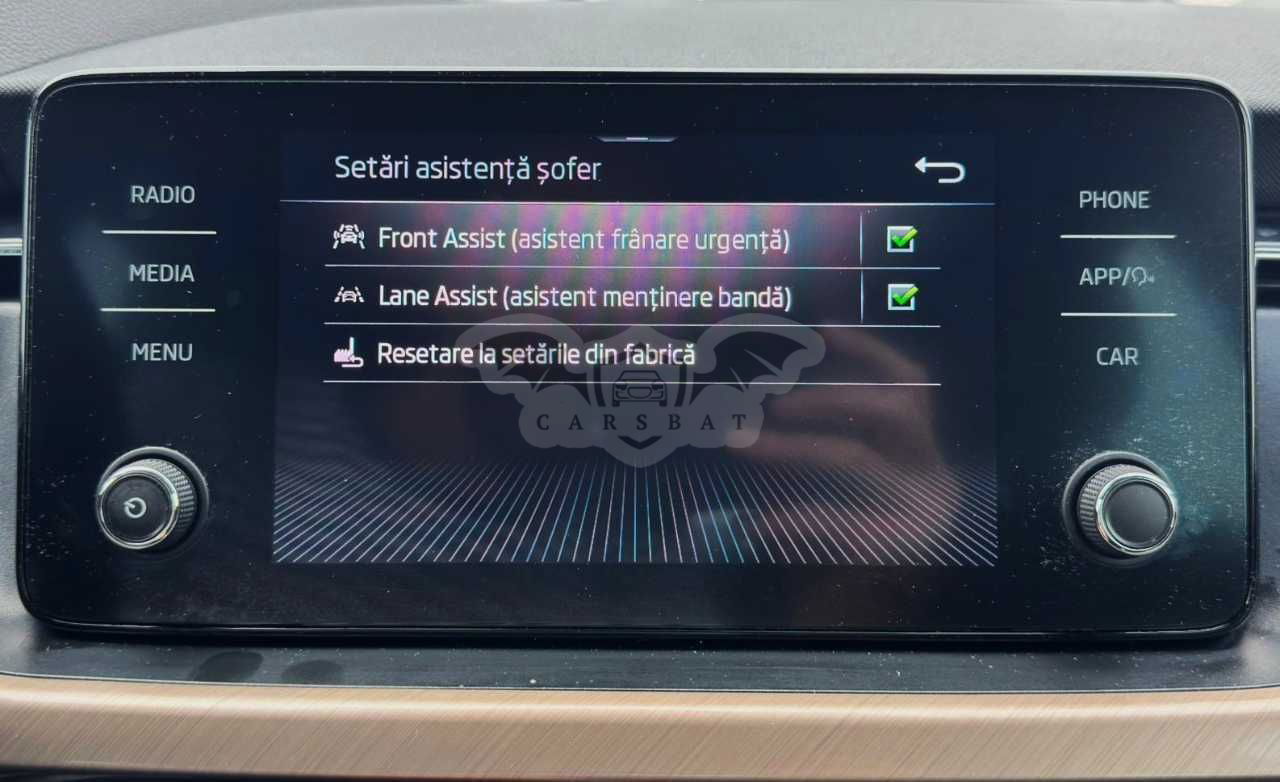 Setări asistență șofer
RADIO
MEDIA
MENU
Front Assist (asistent frânare urgență)
Lane Assist (asistent menținere bandă)
Resetare la setările din fabrică
CARSBAT
PHONE
APP/
CAR